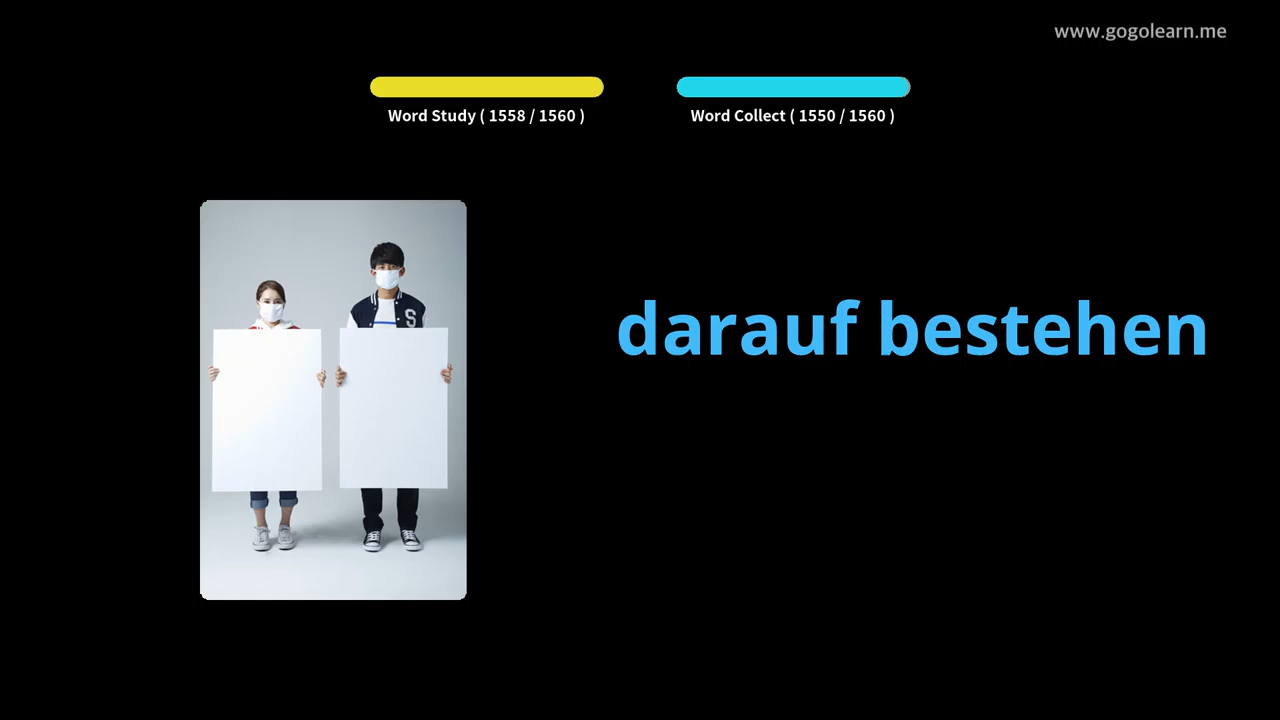 www.gogolearn.me
Word Study ( 1558 / 1560 )
Word Collect ( 1550 / 1560 )
S
darauf bestehen